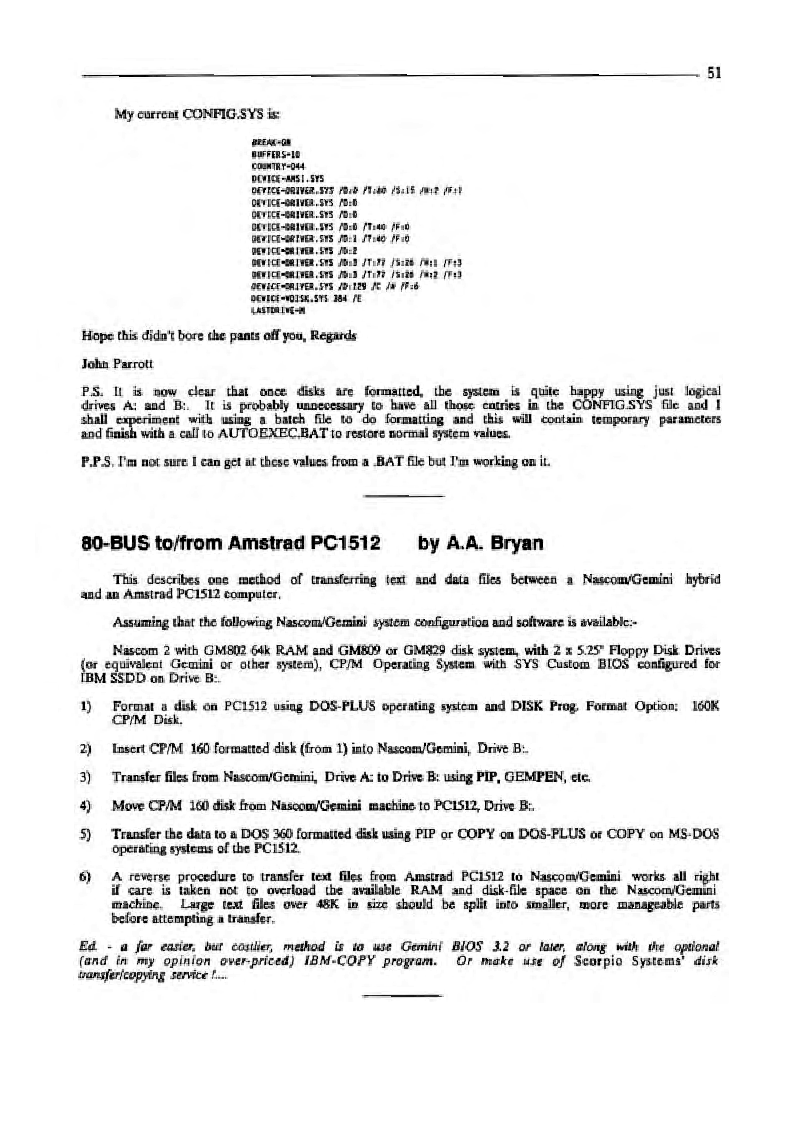 51
My current CONFIG.SYS is:
BREAK=ON
BUFFERS=10
COUNTRY=044
DEVICE=ANSI.SYS
DEVICE=DRIVER.SYS /D:0 /T:80 /S:15 /H:2 /F:1
DEVICE=DRIVER.SYS /D:0
DEVICE=DRIVER.SYS /D:0
DEVICE=DRIVER.SYS /D:0 /T:40 /F:0
DEVICE=DRIVER.SYS /D:1 /T:40 /F:0
DEVICE=DRIVER.SYS /D:2
DEVICE=DRIVER.SYS /D:3 /T:77 /S:26 /H:1 /F:3
DEVICE=DRIVER.SYS /D:3 /T:77 /S:26 /H:2 /F:3
DEVICE=DRIVER.SYS /D:129 /C /N /F:6
DEVICE=VDISK.SYS 384 /E
LASTDRIVE=M
Hope this didn't bore the pants off you, Regards
John Parrott
P.S. It is now clear that once disks are formatted, the system is quite happy using just logical
drives A: and B:. It is probably unnecessary to have all those entries in the CONFIG.SYS file and I
shall experiment with using a batch file to do formatting and this will contain temporary parameters
and finish with a call to AUTOEXEC.BAT to restore normal system values.
P.P.S. I'm not sure I can get at these values from a .BAT file but I'm working on it.
80-BUS to/from Amstrad PC1512 by A.A. Bryan
This describes one method of transferring text and data files between a Nascom/Gemini hybrid
and an Amstrad PC1512 computer.
Assuming that the following Nascom/Gemini system configuration and software is available:-
Nascom 2 with GM802 64k RAM and GM809 or GM829 disk system, with 2 x 5.25" Floppy Disk Drives
(or equivalent Gemini or other system), CP/M Operating System with SYS Custom BIOS configured for
IBM SSDD on Drive B:.
1) Format a disk on PC1512 using DOS-PLUS operating system and DISK Prog. Format Option: 160K
CP/M Disk.
2) Insert CP/M 160 formatted disk (from 1) into Nascom/Gemini, Drive B:.
3) Transfer files from Nascom/Gemini, Drive A: to Drive B: using PIP, GEMPEN, etc.
4) Move CP/M 160 disk from Nascom/Gemini machine to PC1512, Drive B:.
5) Transfer the data to a DOS 360 formatted disk using PIP or COPY on DOS-PLUS or COPY on MS-DOS
operating systems of the PC1512.
6) A reverse procedure to transfer text files from Amstrad PC1512 to Nascom/Gemini works all right
if care is taken not to overload the available RAM and disk-file space on the Nascom/Gemini
machine. Large text files over 48K in size should be split into smaller, more manageable parts
before attempting a transfer.
Ed. - a far easier, but costlier, method is to use Gemini BIOS 3.2 or later, along with the optional
(and in my opinion over-priced) IBM-COPY program. Or make use of Scorpio Systems' disk
transfer/copying service !....